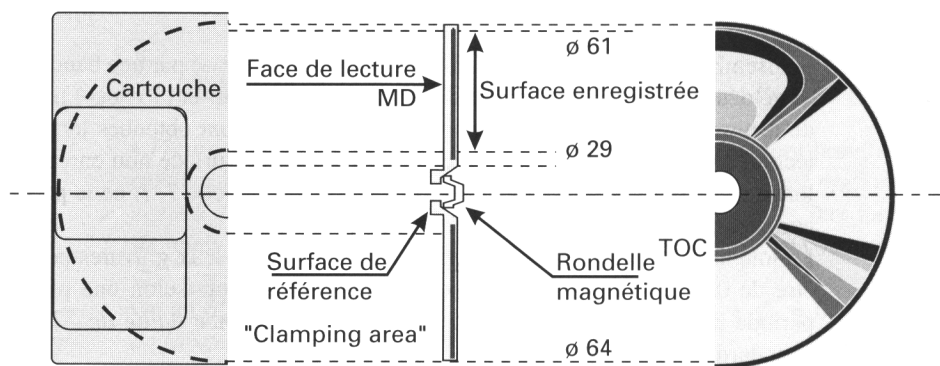 Cartouche
Face de lecture
MD
ø 61
Surface enregistrée
ø 29
Surface de
référence
"Clamping area"
Rondelle
magnétique
TOC
ø 64